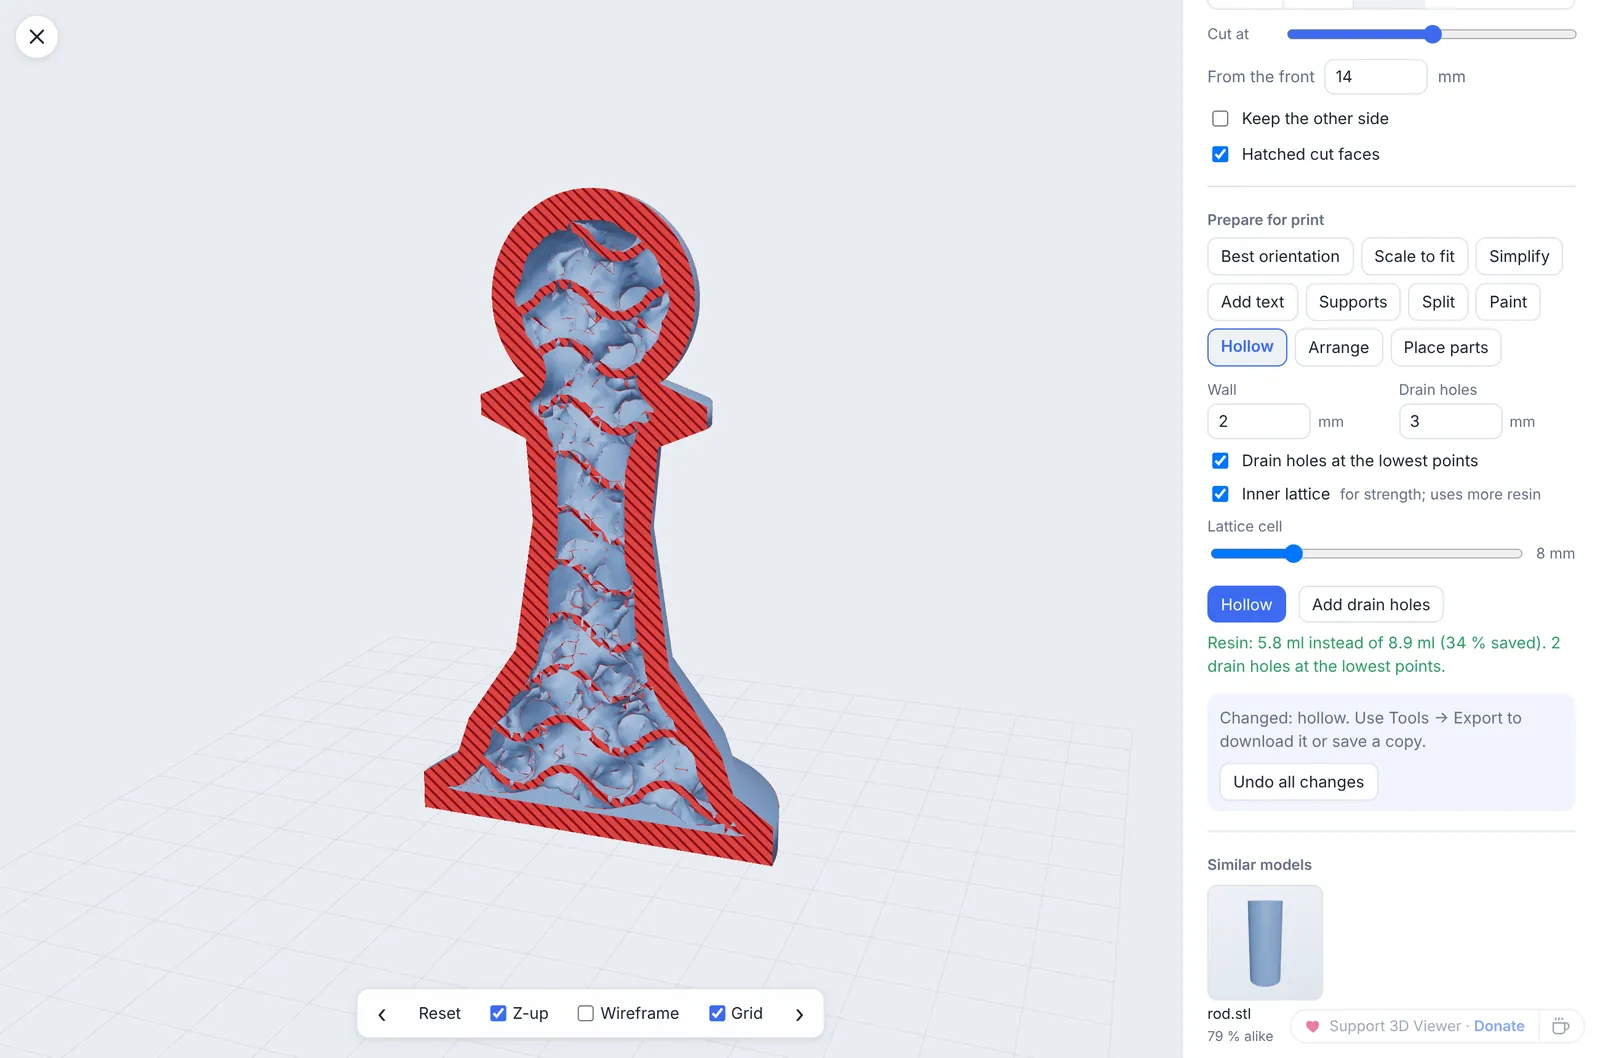 Cut at
From the front 14 mm
Keep the other side
Hatched cut faces
Prepare for print
Best orientation Scale to fit Simplify
Add text Supports Split Paint
Hollow Arrange Place parts
Wall Drain holes
2 mm 3 mm
Drain holes at the lowest points
Inner lattice for strength; uses more resin
Lattice cell
8 mm
Hollow Add drain holes
Resin: 5.8 ml instead of 8.9 ml (34 % saved). 2
drain holes at the lowest points.
Changed: hollow. Use Tools → Export to
download it or save a copy.
Undo all changes
Similar models
rod.stl
79 % alike
Support 3D Viewer · Donate
Reset Z-up Wireframe Grid